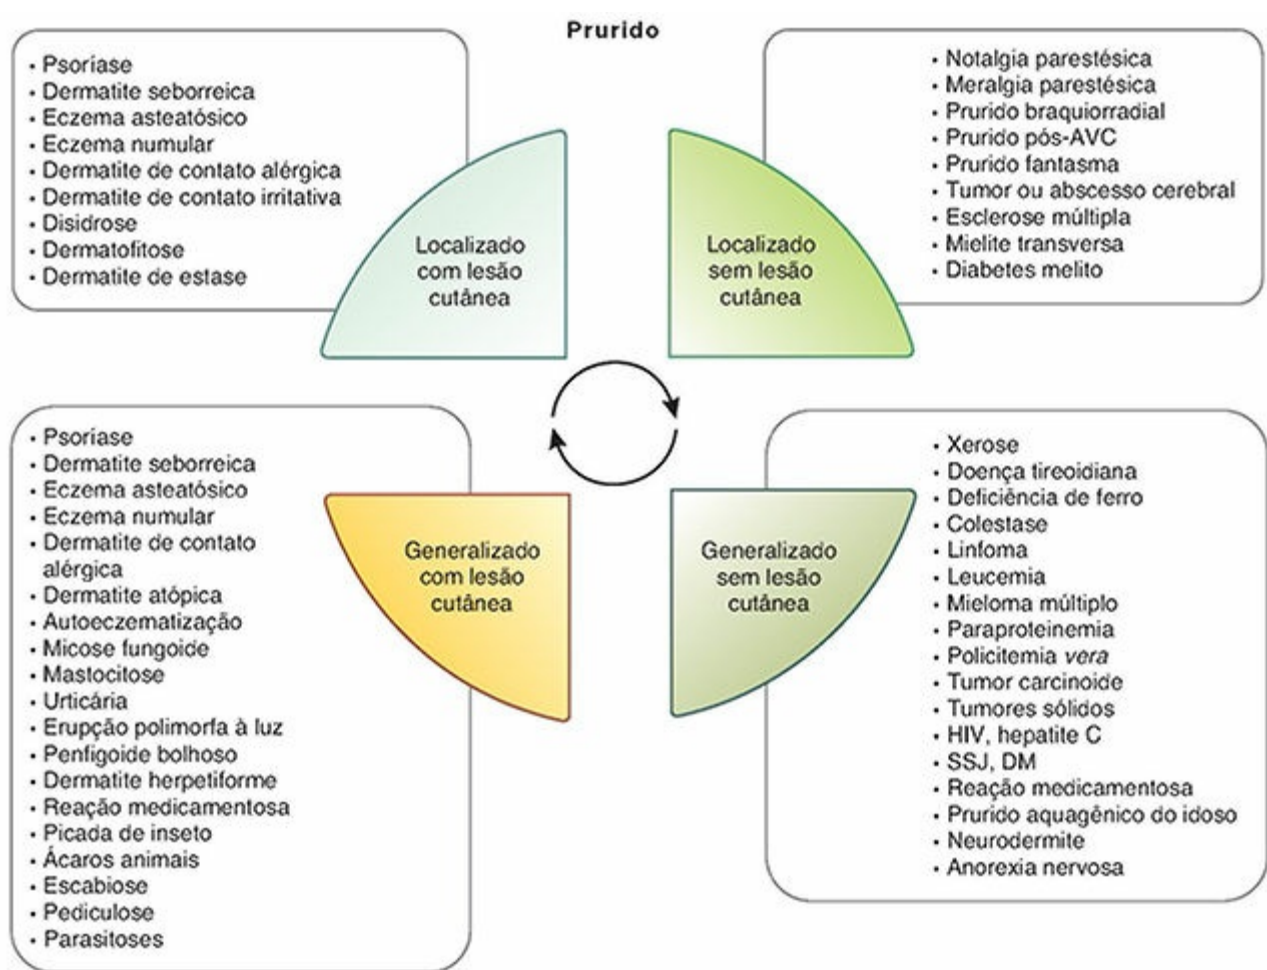 Prurido
• Psoríase
• Dermatite seborreica
• Eczema asteatósico
• Eczema numular
• Dermatite de contato alérgica
• Dermatite de contato irritativa
• Disidrose
• Dermatofitose
• Dermatite de estase
Localizado
com lesão
cutânea
• Notalgia parestésica
• Meralgia parestésica
• Prurido braquiorradial
• Prurido pós-AVC
• Prurido fantasma
• Tumor ou abscesso cerebral
• Esclerose múltipla
• Mielite transversa
• Diabetes melito
Localizado
sem lesão
cutânea
• Psoríase
• Dermatite seborreica
• Eczema asteatósico
• Eczema numular
• Dermatite de contato
alérgica
• Dermatite atópica
• Autoeczematização
• Micose fungoide
• Mastocitose
• Urticária
• Erupção polimorfa à luz
• Penfigoide bolhoso
• Dermatite herpetiforme
• Reação medicamentosa
• Picada de inseto
• Ácaros animais
• Escabiose
• Pediculose
• Parasitoses
Generalizado
com lesão
cutânea
• Xerose
• Doença tireoidiana
• Deficiência de ferro
• Colestase
• Linfoma
• Leucemia
• Mieloma múltiplo
• Paraproteinemia
• Policitemia vera
• Tumor carcinoide
• Tumores sólidos
• HIV, hepatite C
• SSJ, DM
• Reação medicamentosa
• Prurido aquagênico do idoso
• Neurodermite
• Anorexia nervosa
Generalizado
sem lesão
cutânea